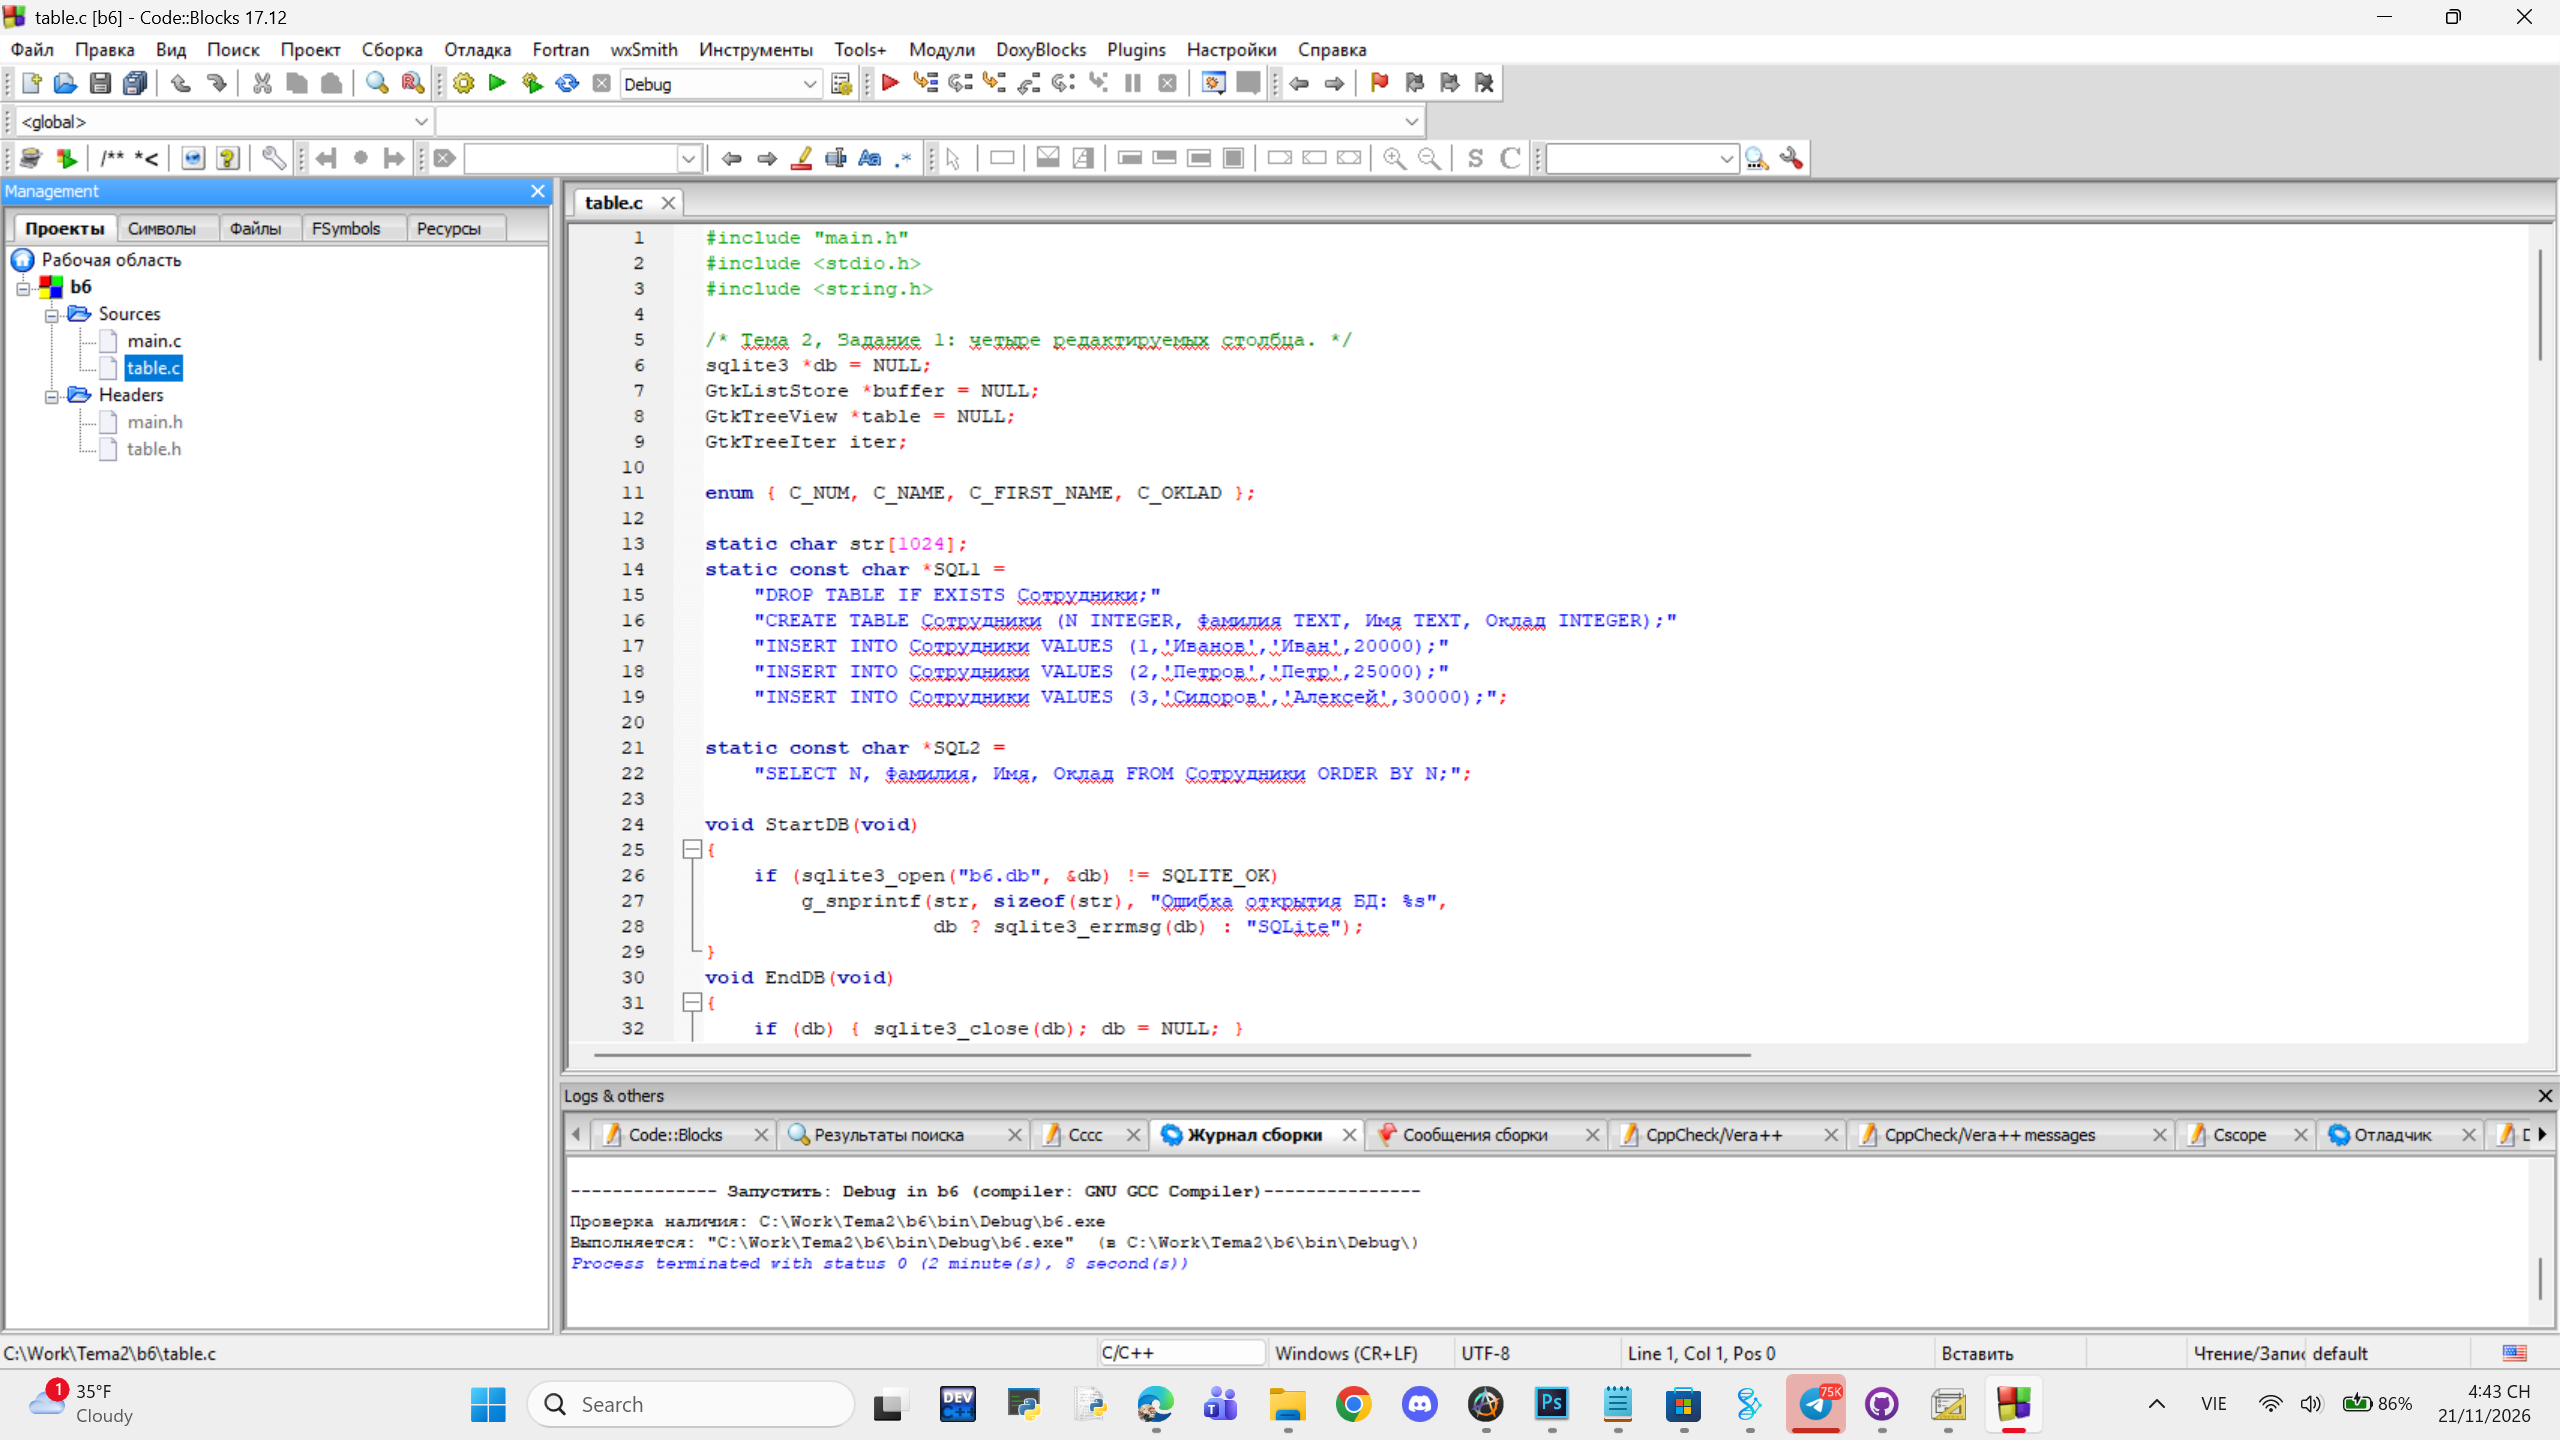 table.c [b6] - Code::Blocks 17.12
Файл Правка Вид Поиск Проект Сборка Отладка Fortran wxSmith Инструменты Tools+ Модули DoxyBlocks Plugins Настройки Справка
Debug
<global>
/** *<
Aa .* S C
Management
Проекты Символы Файлы FSymbols Ресурсы
Рабочая область
b6
Sources
main.c
table.c
Headers
main.h
table.h
table.c
1 #include "main.h"
2 #include <stdio.h>
3 #include <string.h>
4
5 /* Тема 2, Задание 1: четыре редактируемых столбца. */
6 sqlite3 *db = NULL;
7 GtkListStore *buffer = NULL;
8 GtkTreeView *table = NULL;
9 GtkTreeIter iter;
10
11 enum { C_NUM, C_NAME, C_FIRST_NAME, C_OKLAD };
12
13 static char str[1024];
14 static const char *SQL1 =
15 "DROP TABLE IF EXISTS Сотрудники;"
16 "CREATE TABLE Сотрудники (N INTEGER, Фамилия TEXT, Имя TEXT, Оклад INTEGER);"
17 "INSERT INTO Сотрудники VALUES (1,'Иванов','Иван',20000);"
18 "INSERT INTO Сотрудники VALUES (2,'Петров','Петр',25000);"
19 "INSERT INTO Сотрудники VALUES (3,'Сидоров','Алексей',30000);";
20
21 static const char *SQL2 =
22 "SELECT N, Фамилия, Имя, Оклад FROM Сотрудники ORDER BY N;";
23
24 void StartDB(void)
25 {
26 if (sqlite3_open("b6.db", &db) != SQLITE_OK)
27 g_snprintf(str, sizeof(str), "Ошибка открытия БД: %s",
28 db ? sqlite3_errmsg(db) : "SQLite");
29 }
30 void EndDB(void)
31 {
32 if (db) { sqlite3_close(db); db = NULL; }
Logs & others
Code::Blocks Результаты поиска Cccc Журнал сборки Сообщения сборки CppCheck/Vera++ CppCheck/Vera++ messages Cscope Отладчик
-------------- Запустить: Debug in b6 (compiler: GNU GCC Compiler)---------------
Проверка наличия: C:\Work\Tema2\b6\bin\Debug\b6.exe
Выполняется: "C:\Work\Tema2\b6\bin\Debug\b6.exe" (в C:\Work\Tema2\b6\bin\Debug\)
Process terminated with status 0 (2 minute(s), 8 second(s))
C:\Work\Tema2\b6\table.c C/C++ Windows (CR+LF) UTF-8 Line 1, Col 1, Pos 0 Вставить Чтение/Запис default
1 35°F
Cloudy
Search
DEV C++
Ps
75K
VIE
86%
4:43 CH
21/11/2026